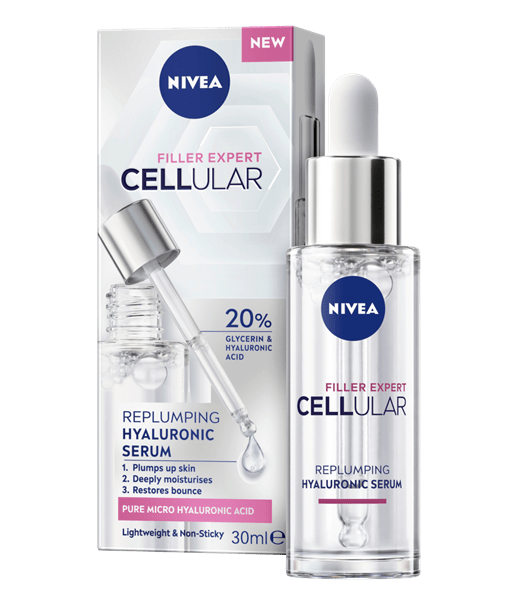 NEW
NIVEA
FILLER EXPERT
CELLULAR
20%
GLYCERIN &
HYALURONIC
ACID
REPLUMPING
HYALURONIC
SERUM
1. Plumps up skin
2. Deeply moisturises
3. Restores bounce
PURE MICRO HYALURONIC ACID
Lightweight & Non-Sticky
30ml℮
NIVEA
FILLER EXPERT
CELLULAR
REPLUMPING
HYALURONIC SERUM